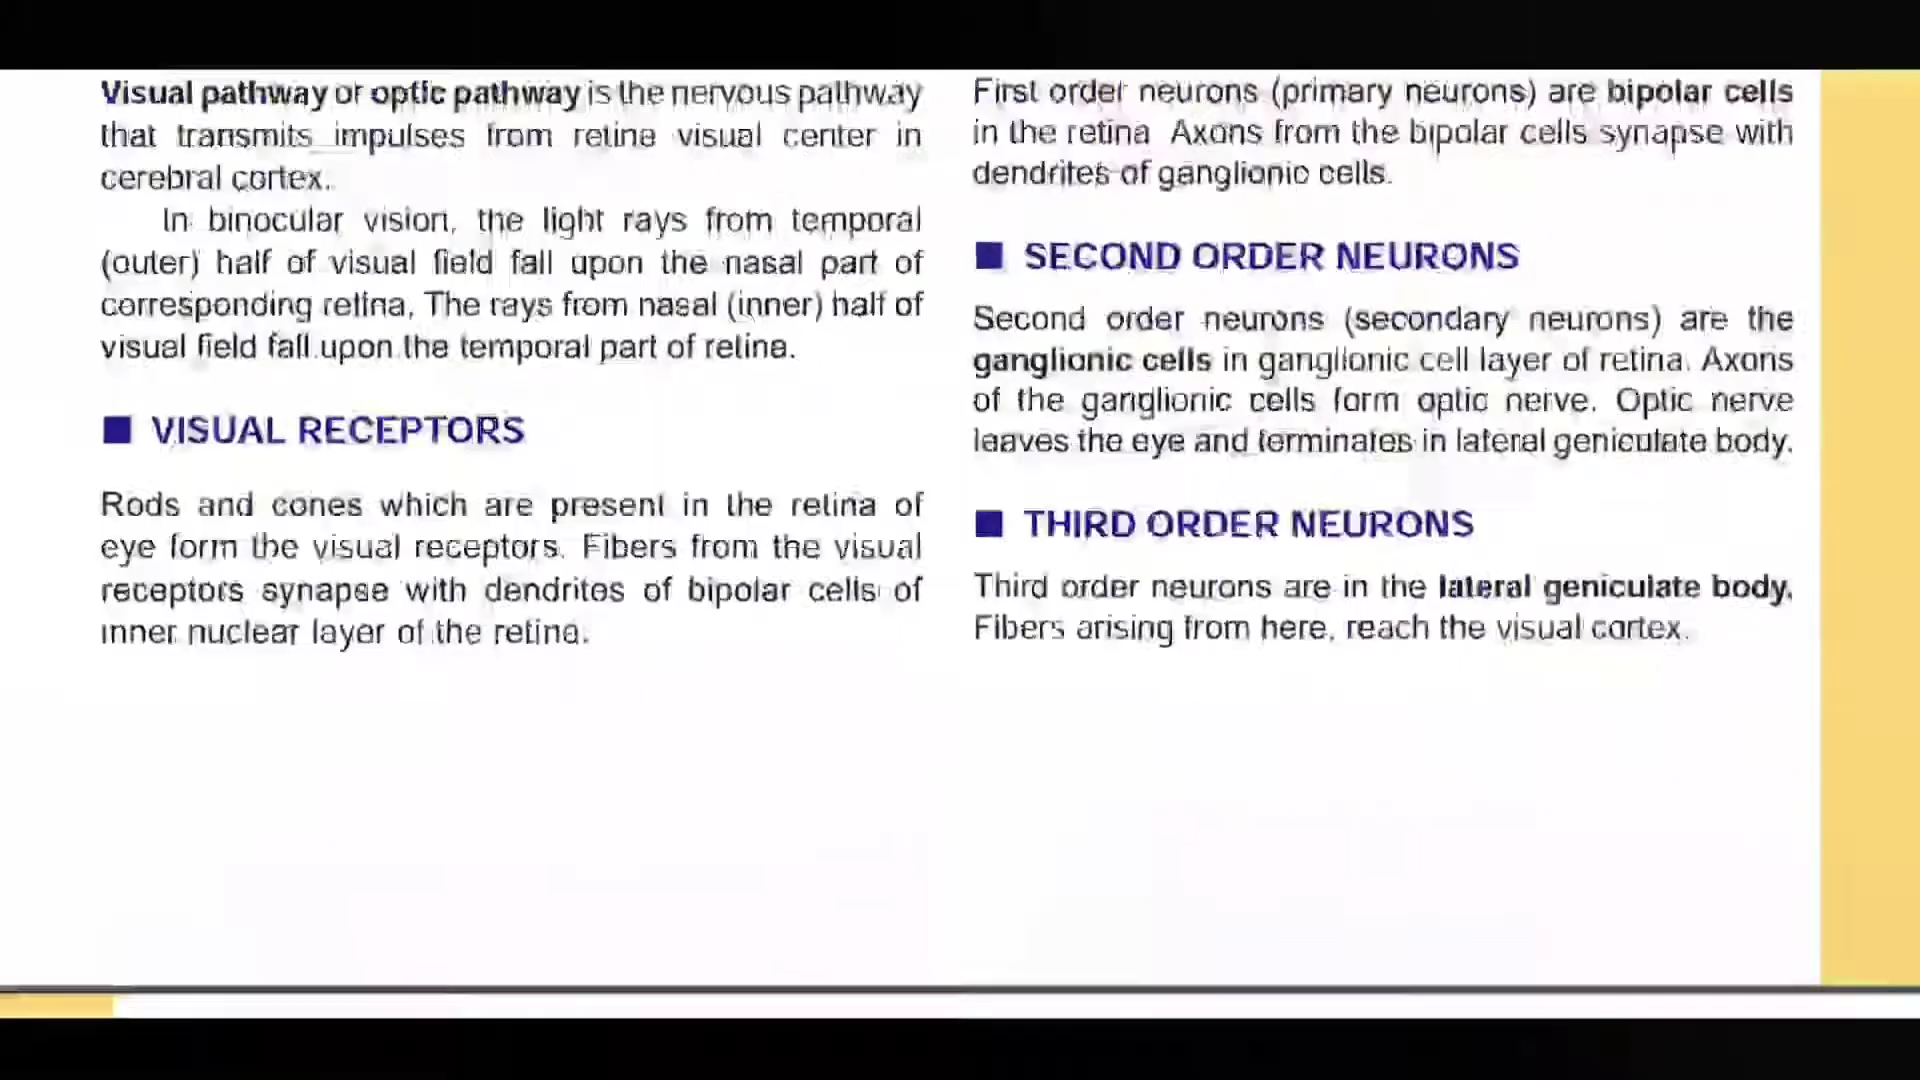 Visual pathway or optic pathway is the nervous pathway
that transmits impulses from retina visual center in
cerebral cortex.
In binocular vision, the light rays from temporal
(outer) half of visual field fall upon the nasal part of
corresponding retina. The rays from nasal (inner) half of
visual field fall upon the temporal part of retina.
■ VISUAL RECEPTORS
Rods and cones which are present in the retina of
eye form the visual receptors. Fibers from the visual
receptors synapse with dendrites of bipolar cells of
inner nuclear layer of the retina.
First order neurons (primary neurons) are bipolar cells
in the retina. Axons from the bipolar cells synapse with
dendrites of ganglionic cells.
■ SECOND ORDER NEURONS
Second order neurons (secondary neurons) are the
ganglionic cells in ganglionic cell layer of retina. Axons
of the ganglionic cells form optic nerve. Optic nerve
leaves the eye and terminates in lateral geniculate body.
■ THIRD ORDER NEURONS
Third order neurons are in the lateral geniculate body.
Fibers arising from here, reach the visual cortex.